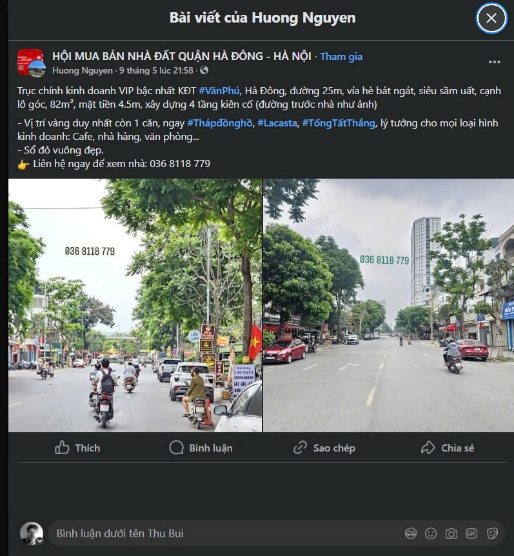 Bài viết của Huong Nguyen
HỘI MUA BÁN NHÀ ĐẤT QUẬN HÀ ĐÔNG - HÀ NỘI · Tham gia
Huong Nguyen · 9 tháng 5 lúc 21:58 ·
Trục chính kinh doanh VIP bậc nhất KĐT #VănPhú, Hà Đông, đường 25m, vỉa hè bát ngát, siêu sầm uất, cạnh
lô góc, 82m², mặt tiền 4.5m, xây dựng 4 tầng kiên cố (đường trước nhà như ảnh)
- Vị trí vàng duy nhất còn 1 căn, ngay #Thápđồnghồ, #Lacasta, #TốngTấtThắng, lý tưởng cho mọi loại hình
kinh doanh: Cafe, nhà hàng, văn phòng...
- Sổ đỏ vuông đẹp.
👉 Liên hệ ngay để xem nhà: 036 8118 779
036 8118 779
036 8118 779
LACASTA
Thích
Bình luận
Sao chép
Chia sẻ
Bình luận dưới tên Thu Bui
GIF